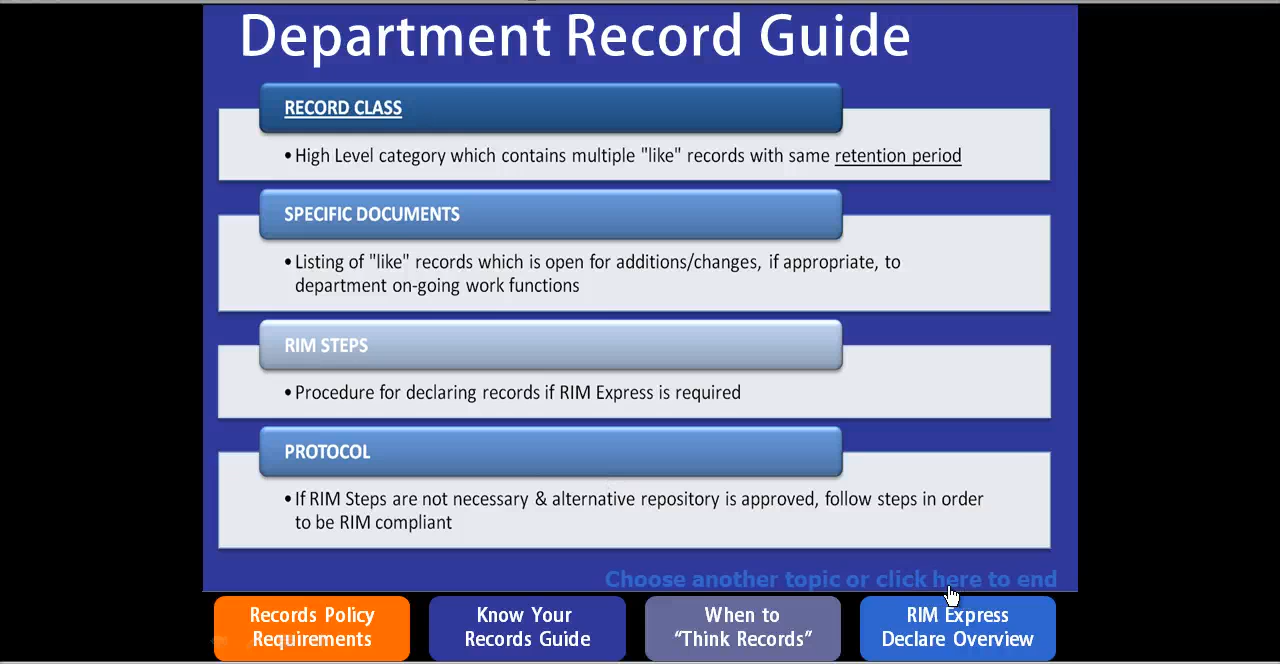 Department Record Guide
RECORD CLASS
•High Level category which contains multiple "like" records with same retention period
SPECIFIC DOCUMENTS
•Listing of "like" records which is open for additions/changes, if appropriate, to
department on-going work functions
RIM STEPS
•Procedure for declaring records if RIM Express is required
PROTOCOL
•If RIM Steps are not necessary & alternative repository is approved, follow steps in order
to be RIM compliant
Choose another topic or click here to end
Records Policy
Requirements
Know Your
Records Guide
When to
“Think Records”
RIM Express
Declare Overview